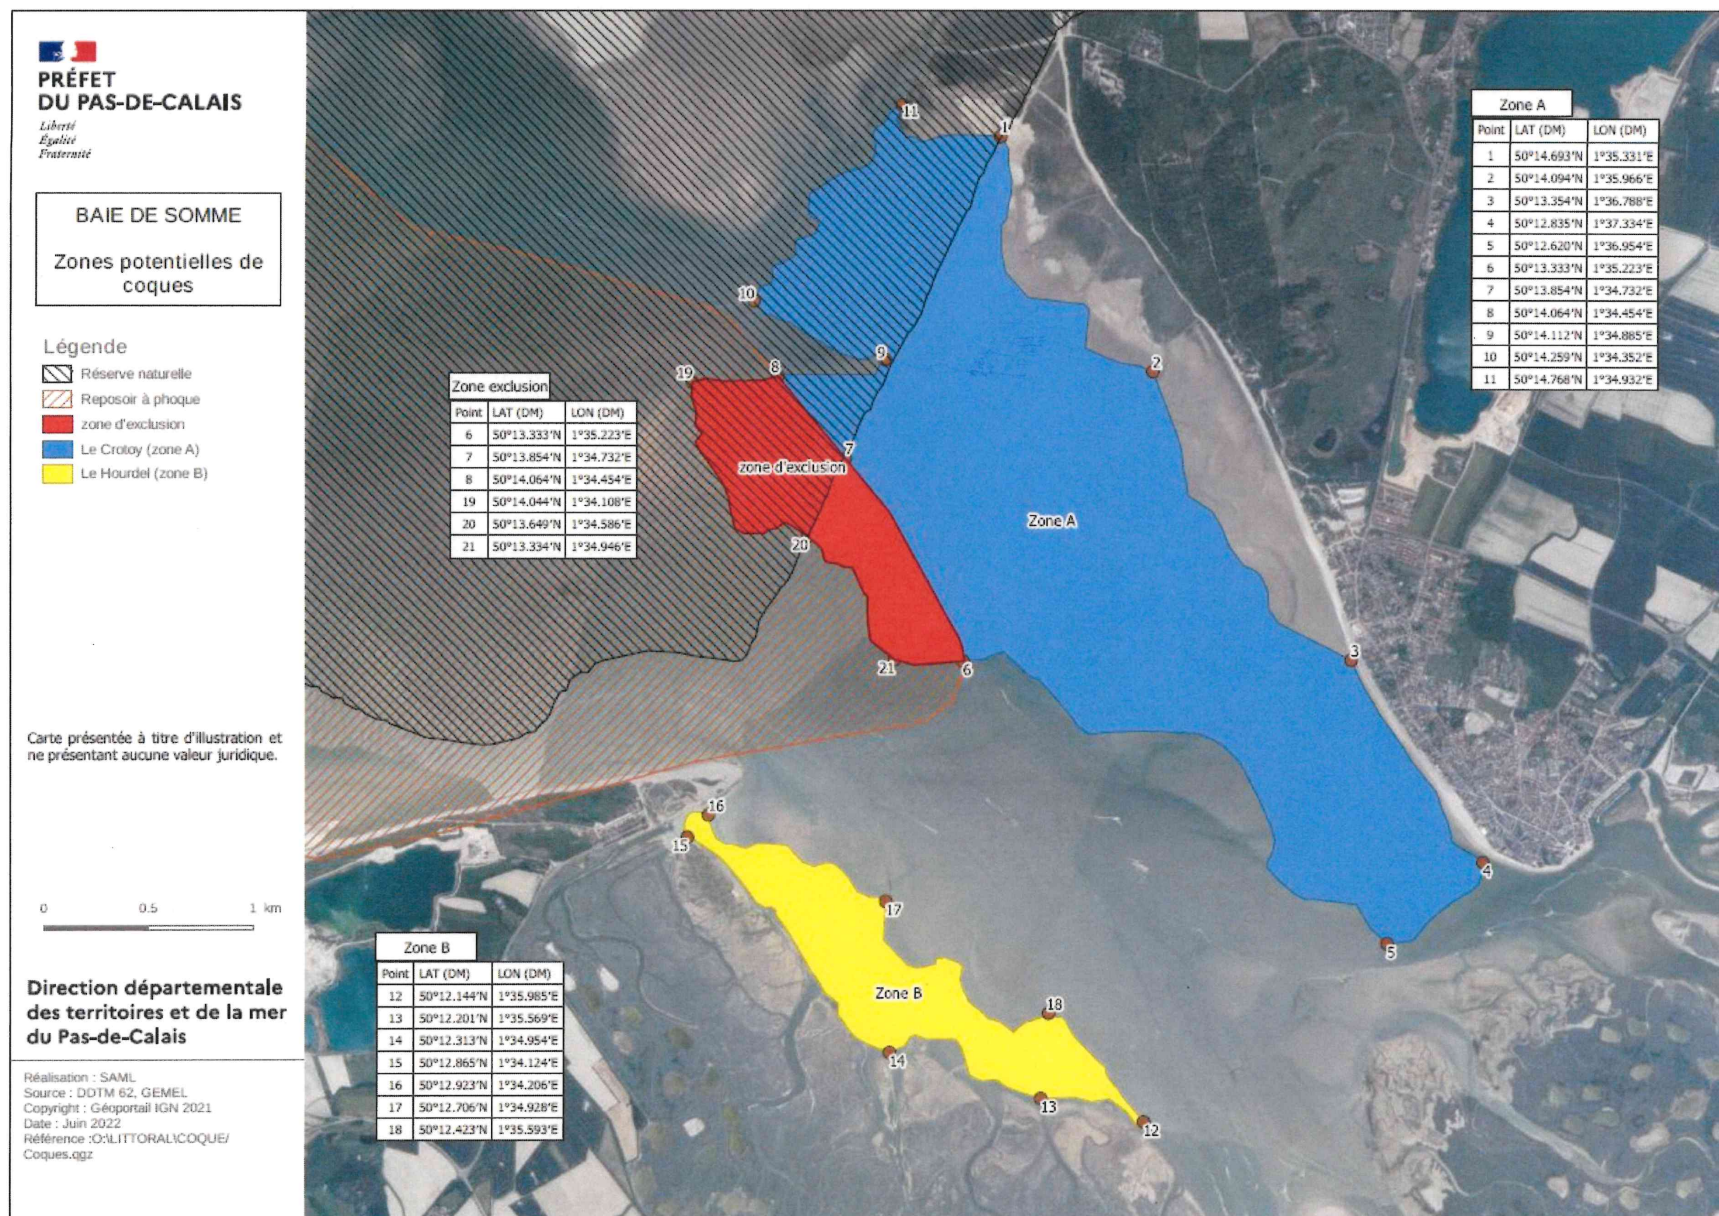 PRÉFET
DU PAS-DE-CALAIS
Liberté
Égalité
Fraternité
BAIE DE SOMME
Zones potentielles de
coques
Légende
Réserve naturelle
Reposoir à phoque
zone d'exclusion
Le Crotoy (zone A)
Le Hourdel (zone B)
Carte présentée à titre d'illustration et
ne présentant aucune valeur juridique.
0 0.5 1 km
Direction départementale
des territoires et de la mer
du Pas-de-Calais
Réalisation : SAML
Source : DDTM 62, GEMEL
Copyright : Géoportail IGN 2021
Date : Juin 2022
Référence :O:\LITTORAL\COQUE/
Coques.qgz
Zone A
Point LAT (DM) LON (DM)
1 50°14.693'N 1°35.331'E
2 50°14.094'N 1°35.966'E
3 50°13.354'N 1°36.788'E
4 50°12.835'N 1°37.334'E
5 50°12.620'N 1°36.954'E
6 50°13.333'N 1°35.223'E
7 50°13.854'N 1°34.732'E
8 50°14.064'N 1°34.454'E
9 50°14.112'N 1°34.885'E
10 50°14.259'N 1°34.352'E
11 50°14.768'N 1°34.932'E
Zone exclusion
Point LAT (DM) LON (DM)
6 50°13.333'N 1°35.223'E
7 50°13.854'N 1°34.732'E
8 50°14.064'N 1°34.454'E
19 50°14.044'N 1°34.108'E
20 50°13.649'N 1°34.586'E
21 50°13.334'N 1°34.946'E
Zone B
Point LAT (DM) LON (DM)
12 50°12.144'N 1°35.985'E
13 50°12.201'N 1°35.569'E
14 50°12.313'N 1°34.954'E
15 50°12.865'N 1°34.124'E
16 50°12.923'N 1°34.206'E
17 50°12.706'N 1°34.928'E
18 50°12.423'N 1°35.593'E
11
1
10
9
2
19
8
7
zone d'exclusion
Zone A
20
3
21
6
16
15
4
17
5
Zone B
18
14
13
12